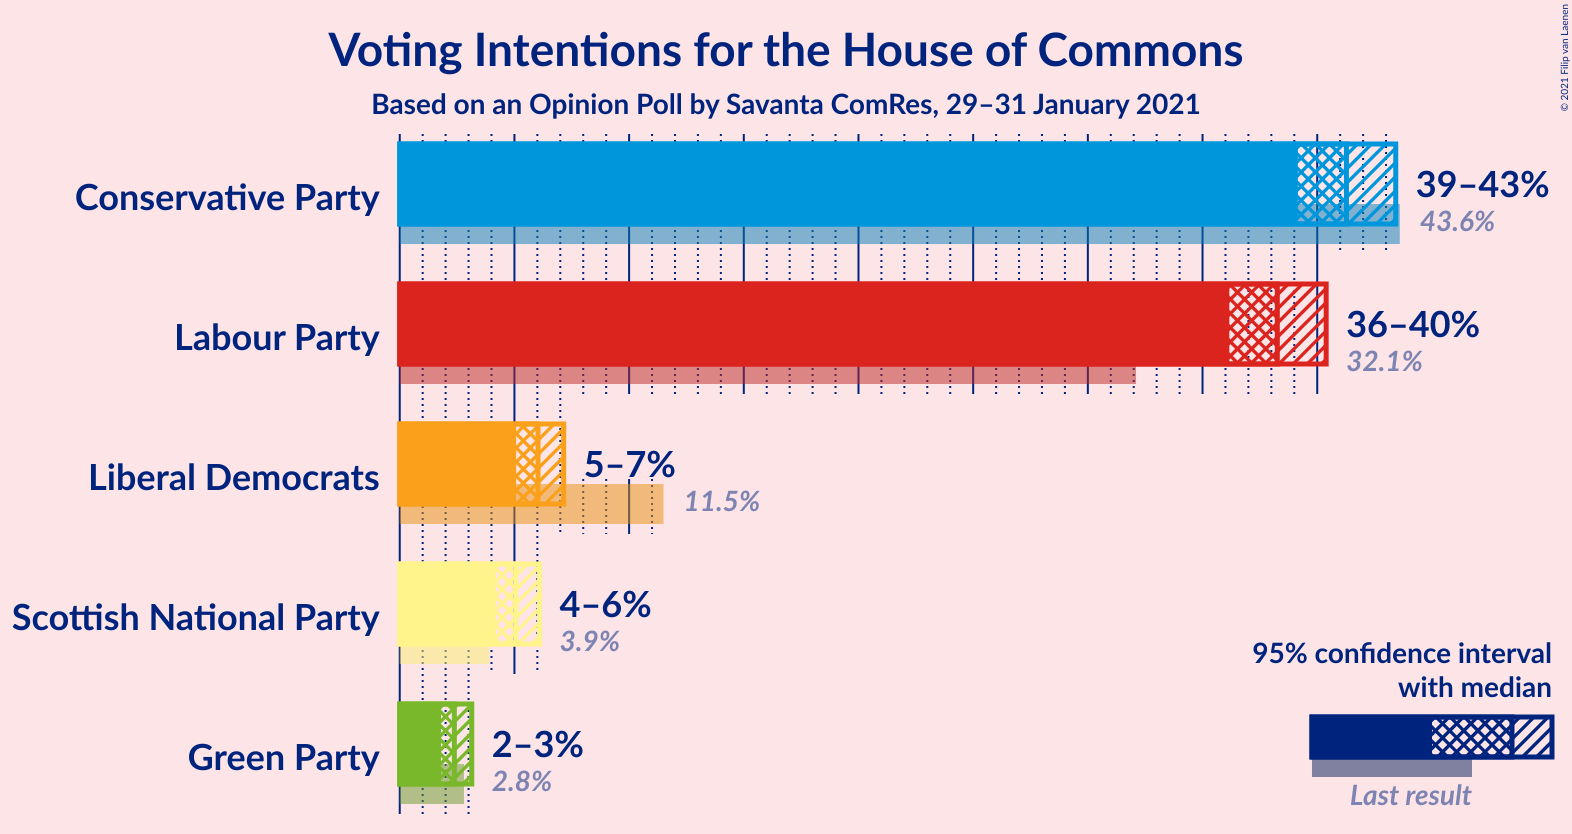 Voting Intentions for the House of Commons
Based on an Opinion Poll by Savanta ComRes, 29–31 January 2021
© 2021 Filip van Laenen
Conservative Party
39–43%
43.6%
Labour Party
36–40%
32.1%
Liberal Democrats
5–7%
11.5%
Scottish National Party
4–6%
3.9%
Green Party
2–3%
2.8%
95% confidence interval
with median
Last result